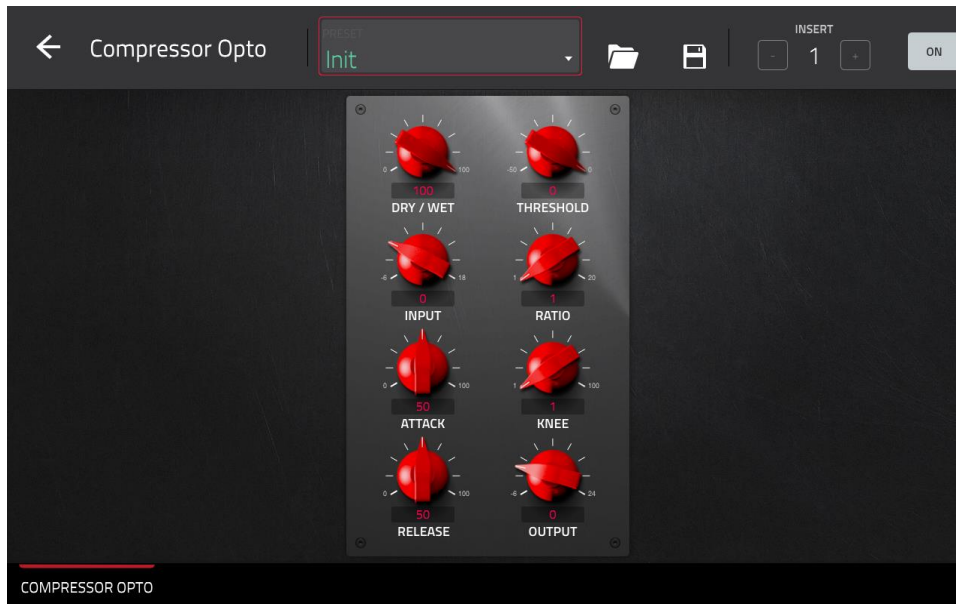 Compressor Opto
PRESET
Init
INSERT
- 1 +
ON
0 100
100
DRY / WET
-50 0
0
THRESHOLD
-6 18
0
INPUT
1 20
1
RATIO
0 100
50
ATTACK
1 100
1
KNEE
0 100
50
RELEASE
-6 24
0
OUTPUT
COMPRESSOR OPTO